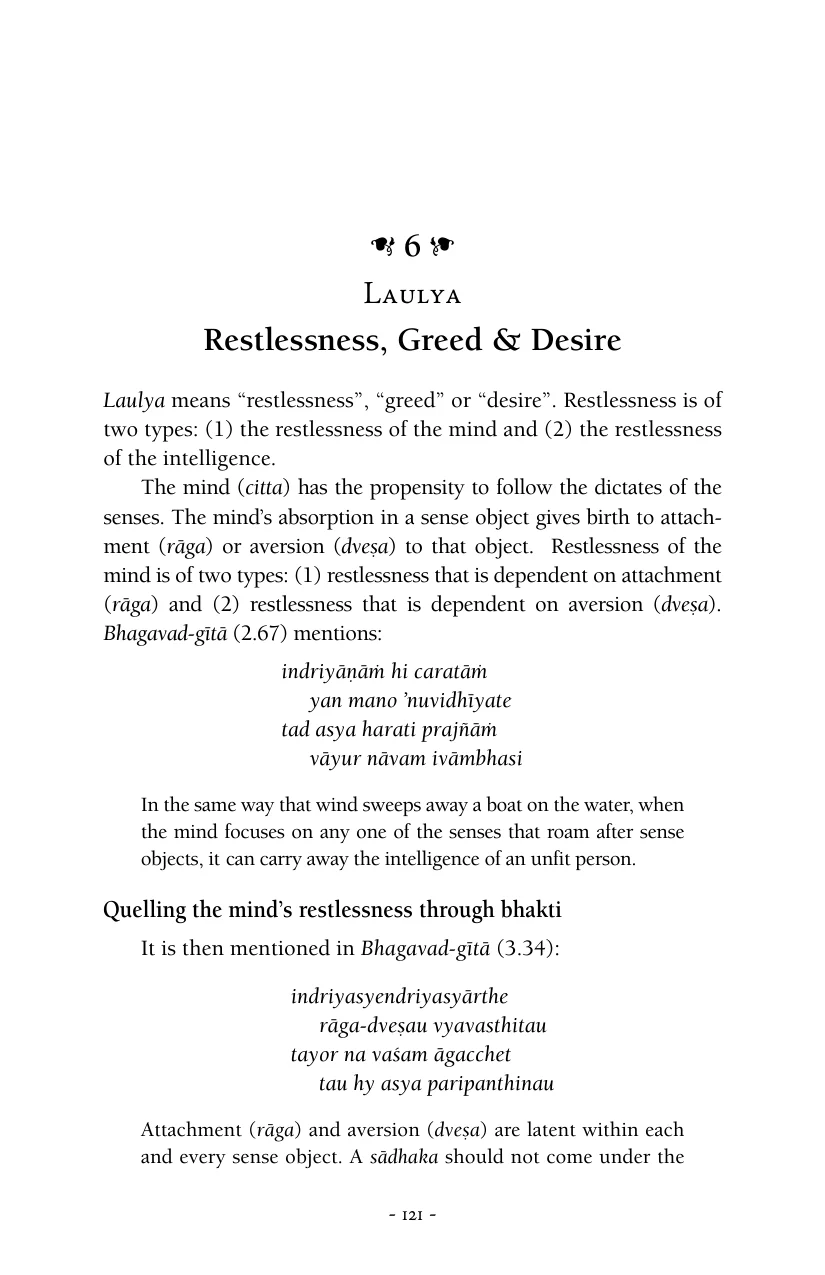 6
LAULYA
Restlessness, Greed & Desire
Laulya means “restlessness”, “greed” or “desire”. Restlessness is of
two types: (1) the restlessness of the mind and (2) the restlessness
of the intelligence.
The mind (citta) has the propensity to follow the dictates of the
senses. The mind’s absorption in a sense object gives birth to attach-
ment (rāga) or aversion (dveṣa) to that object. Restlessness of the
mind is of two types: (1) restlessness that is dependent on attachment
(rāga) and (2) restlessness that is dependent on aversion (dveṣa).
Bhagavad-gītā (2.67) mentions:
indriyāṇāṁ hi caratāṁ
yan mano ’nuvidhīyate
tad asya harati prajñāṁ
vāyur nāvam ivāmbhasi
In the same way that wind sweeps away a boat on the water, when
the mind focuses on any one of the senses that roam after sense
objects, it can carry away the intelligence of an unfit person.
Quelling the mind’s restlessness through bhakti
It is then mentioned in Bhagavad-gītā (3.34):
indriyasyendriyasyārthe
rāga-dveṣau vyavasthitau
tayor na vaśam āgacchet
tau hy asya paripanthinau
Attachment (rāga) and aversion (dveṣa) are latent within each
and every sense object. A sādhaka should not come under the
- 121 -